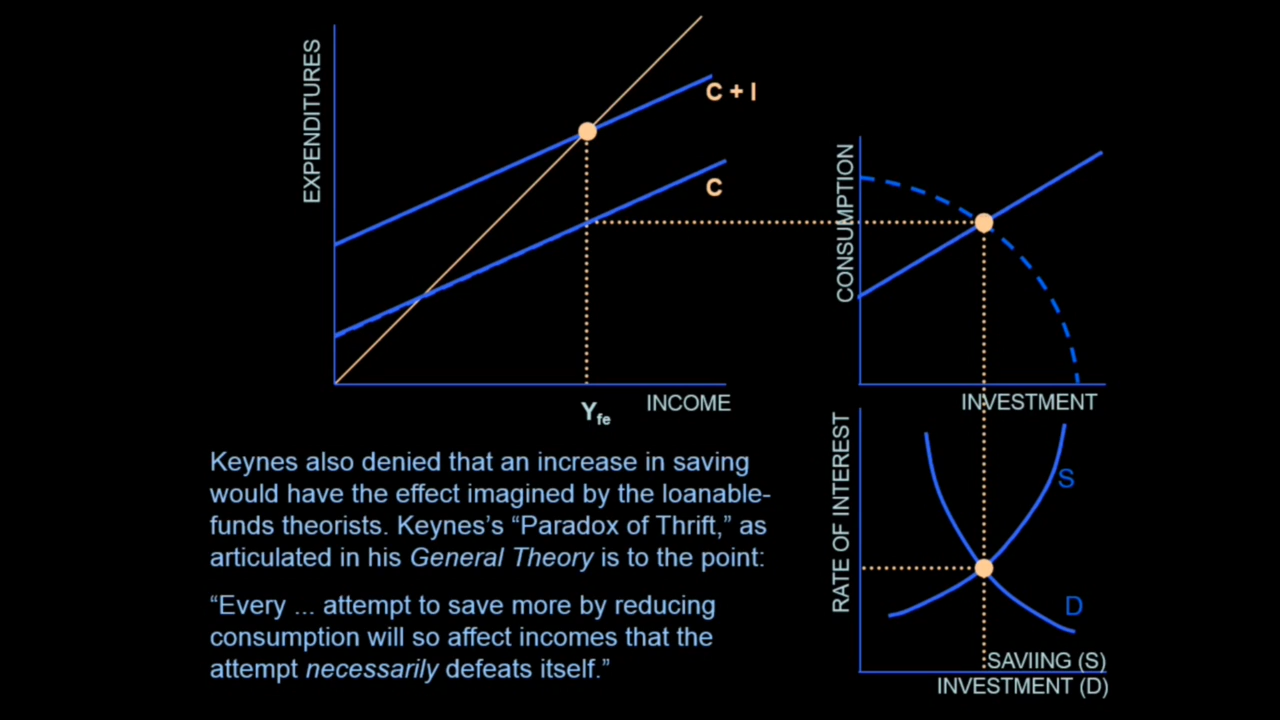 EXPENDITURES
C + I
C
Yfe
INCOME
CONSUMPTION
INVESTMENT
RATE OF INTEREST
S
D
SAVIING (S)
INVESTMENT (D)
Keynes also denied that an increase in saving
would have the effect imagined by the loanable-
funds theorists. Keynes’s “Paradox of Thrift,” as
articulated in his General Theory is to the point:
“Every ... attempt to save more by reducing
consumption will so affect incomes that the
attempt necessarily defeats itself.”